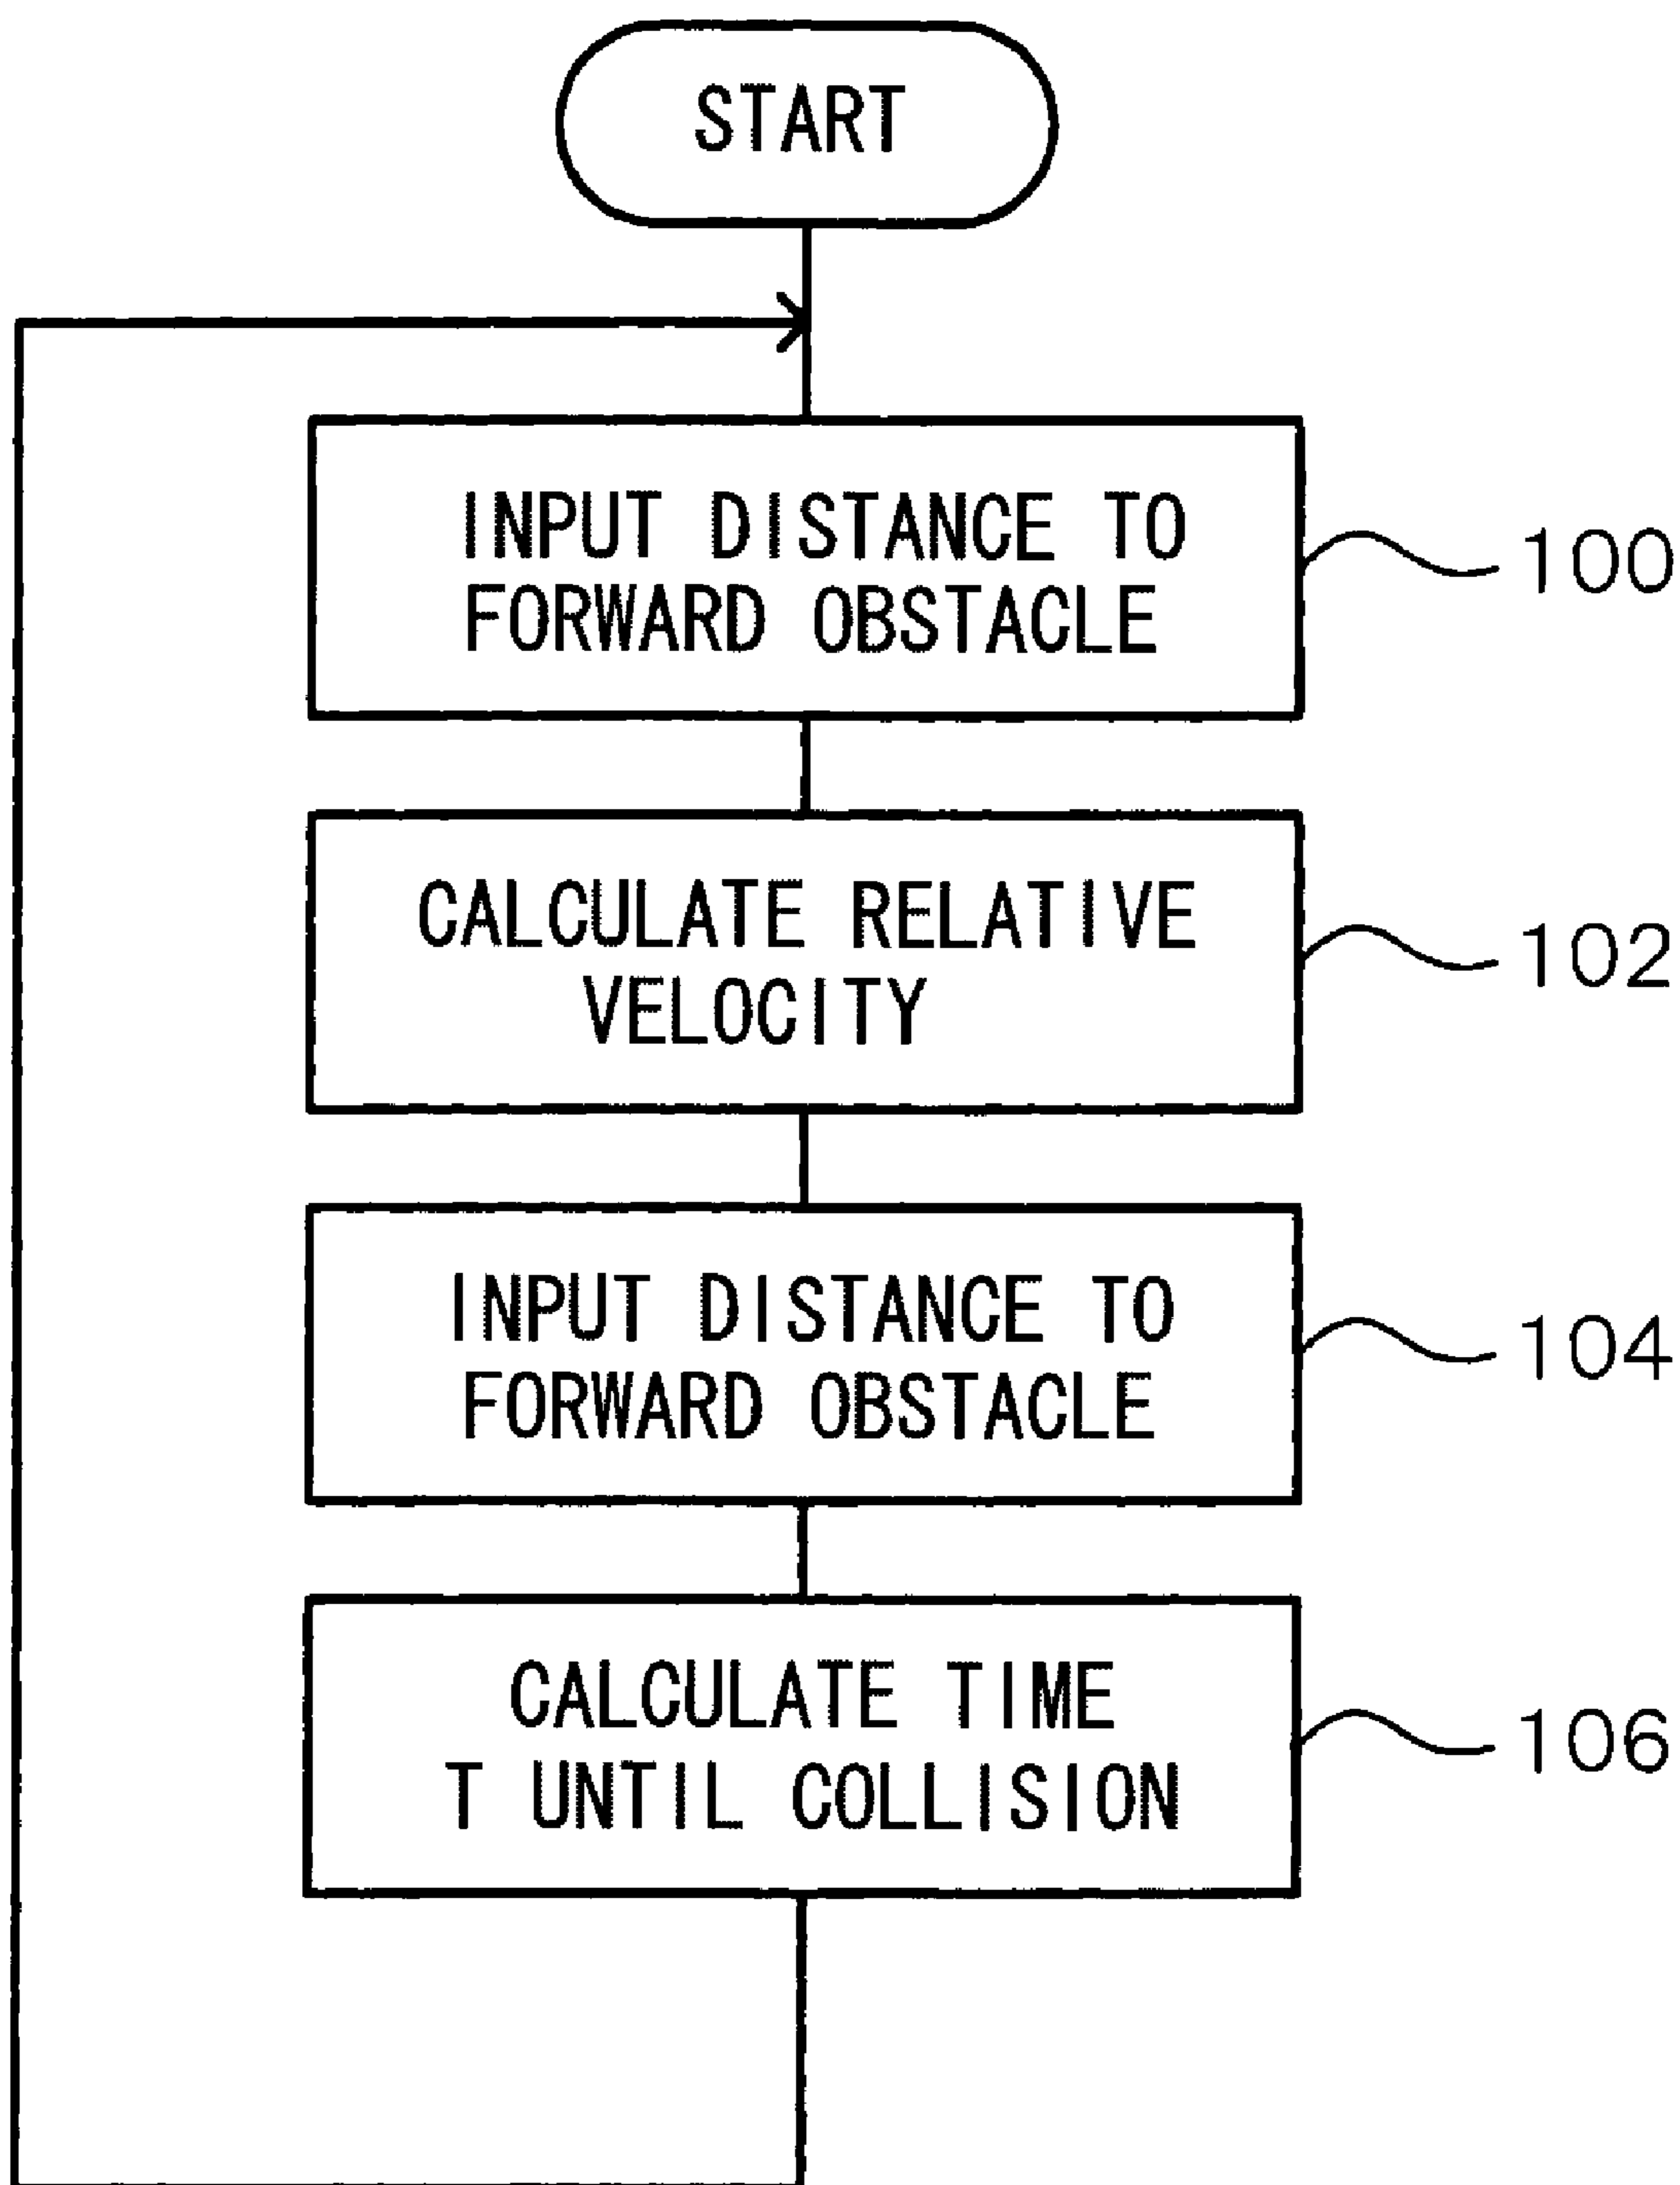 START
INPUT DISTANCE TO
FORWARD OBSTACLE
100
CALCULATE RELATIVE
VELOCITY
102
INPUT DISTANCE TO
FORWARD OBSTACLE
104
CALCULATE TIME
T UNTIL COLLISION
106